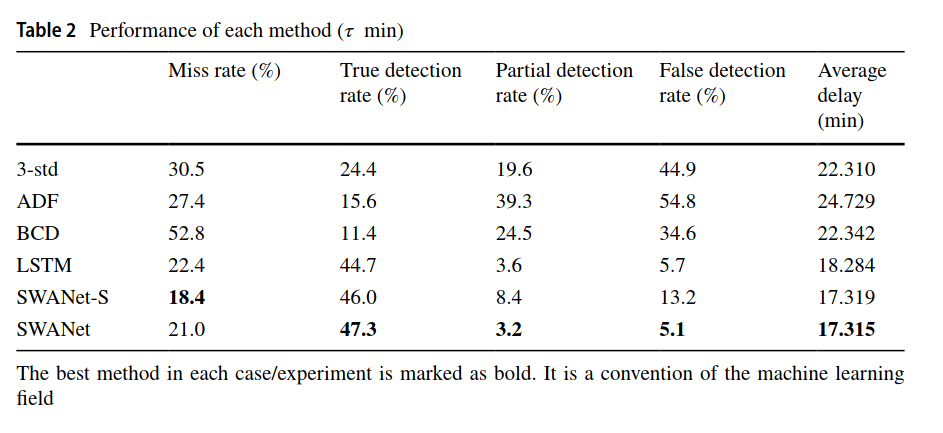 Table 2 Performance of each method (τ min)
Miss rate (%) True detection rate (%) Partial detection rate (%) False detection rate (%) Average delay (min)
3-std 30.5 24.4 19.6 44.9 22.310
ADF 27.4 15.6 39.3 54.8 24.729
BCD 52.8 11.4 24.5 34.6 22.342
LSTM 22.4 44.7 3.6 5.7 18.284
SWANet-S 18.4 46.0 8.4 13.2 17.319
SWANet 21.0 47.3 3.2 5.1 17.315
The best method in each case/experiment is marked as bold. It is a convention of the machine learning
field